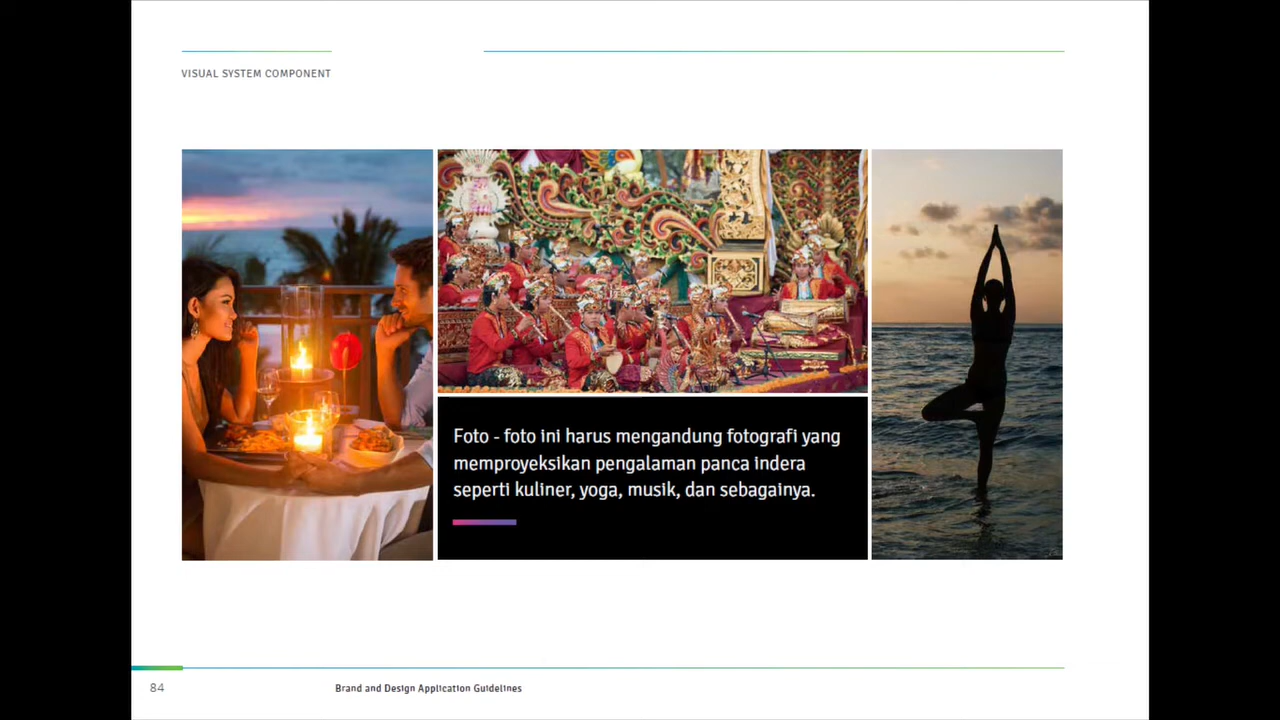 VISUAL SYSTEM COMPONENT
Foto - foto ini harus mengandung fotografi yang
memproyeksikan pengalaman panca indera
seperti kuliner, yoga, musik, dan sebagainya.
84
Brand and Design Application Guidelines